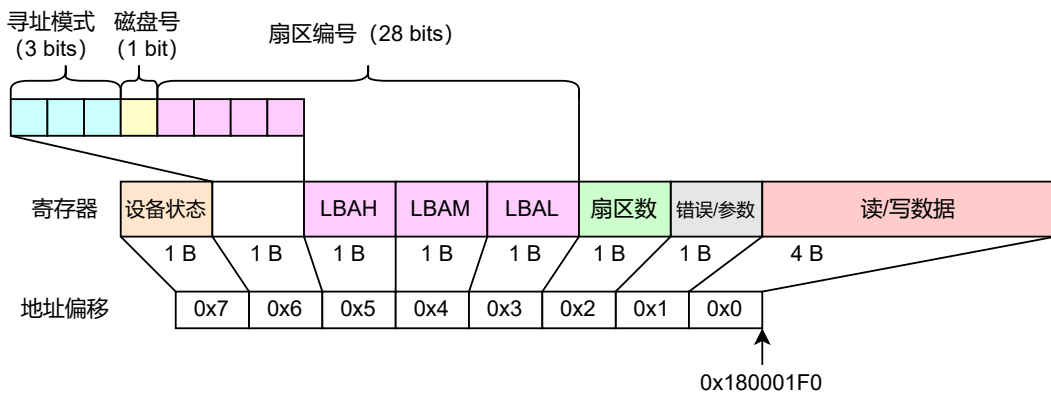 寻址模式
(3 bits)
磁盘号
(1 bit)
扇区编号 (28 bits)
寄存器
设备状态
LBAH
LBAM
LBAL
扇区数
错误/参数
读/写数据
1 B
1 B
1 B
1 B
1 B
1 B
1 B
4 B
地址偏移
0x7
0x6
0x5
0x4
0x3
0x2
0x1
0x0
0x180001F0